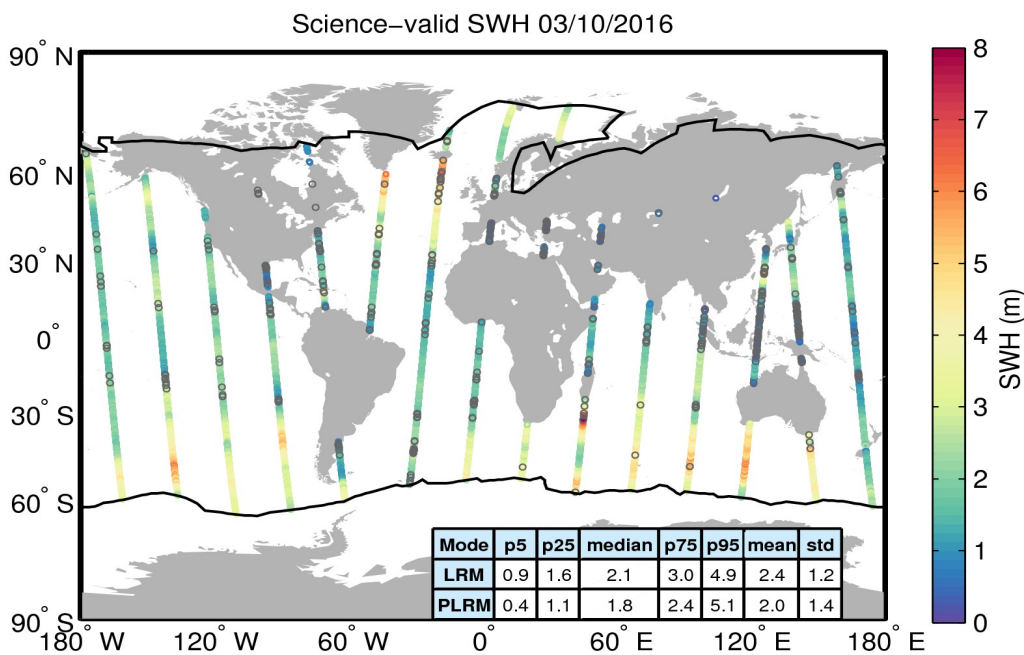 Science−valid SWH 03/10/2016
90° N
60° N
30° N
0°
30° S
60° S
90° S
180° W
120° W
60° W
0°
60° E
120° E
180° E
8
7
6
5
4
3
2
1
0
SWH (m)
Mode p5 p25 median p75 p95 mean std
LRM 0.9 1.6 2.1 3.0 4.9 2.4 1.2
PLRM 0.4 1.1 1.8 2.4 5.1 2.0 1.4